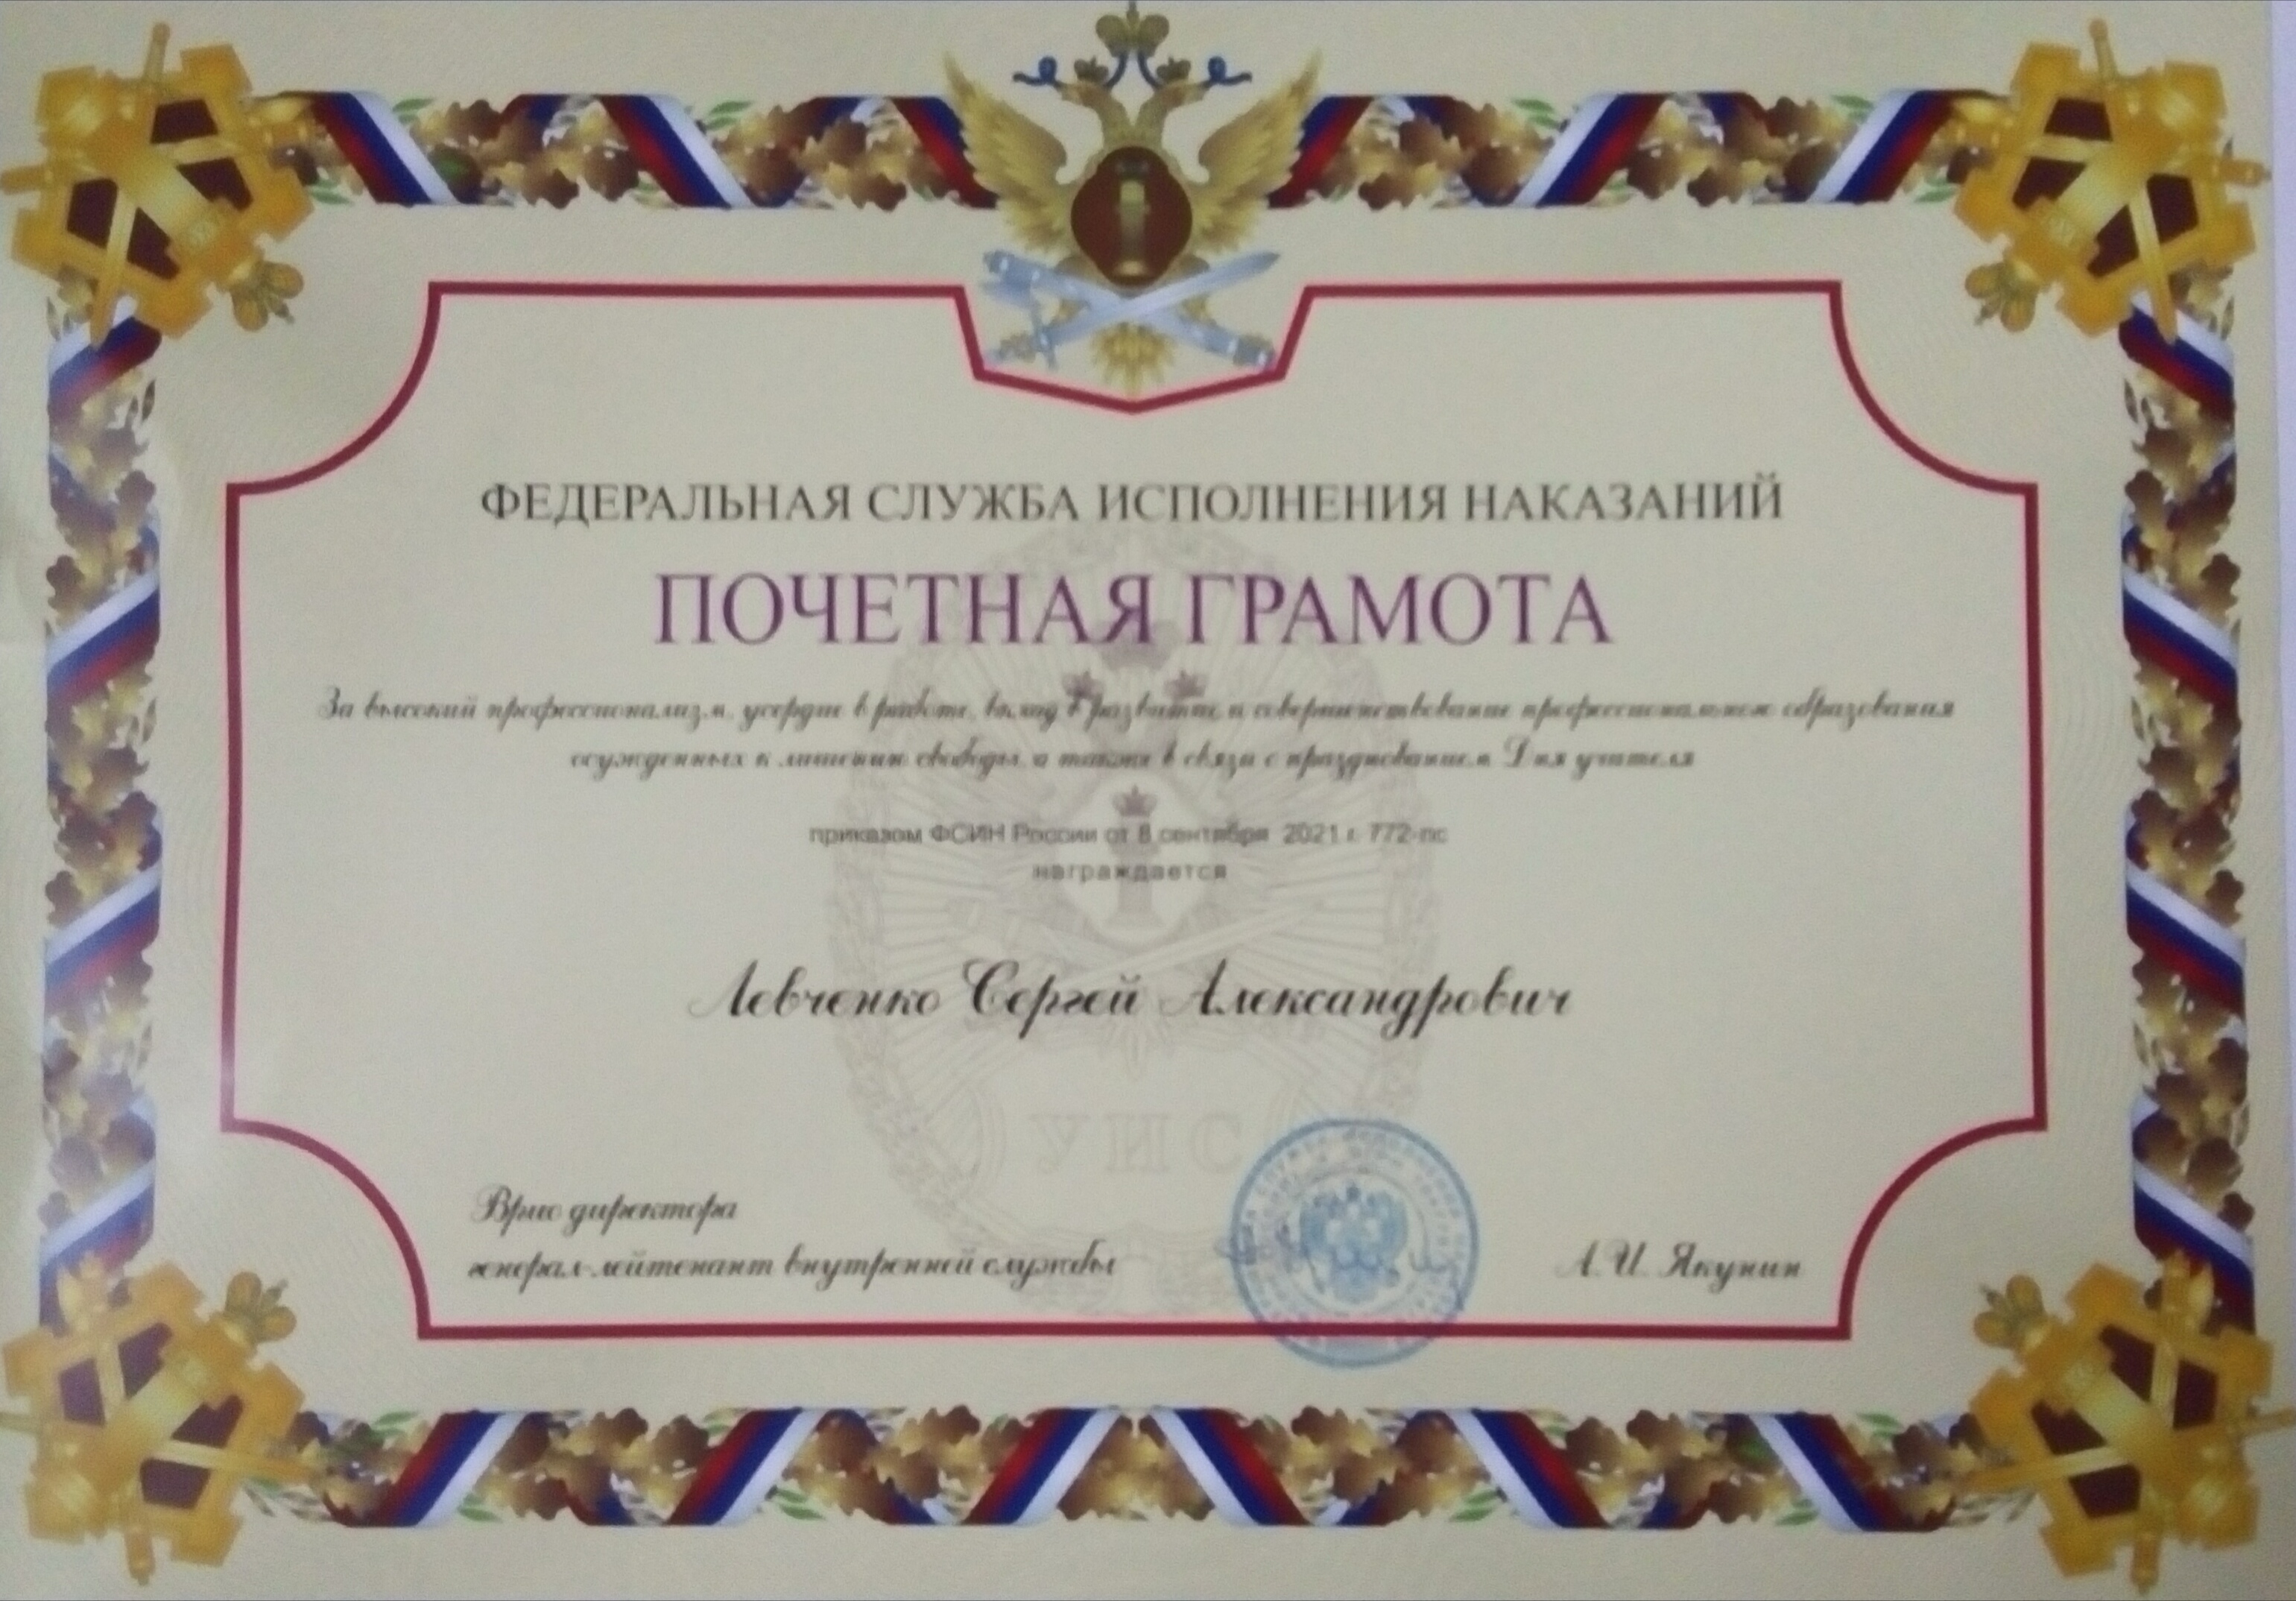 ФЕДЕРАЛЬНАЯ СЛУЖБА ИСПОЛНЕНИЯ НАКАЗАНИЙ
ПОЧЕТНАЯ ГРАМОТА
За высокий профессионализм, усердие в работе, вклад в развитие и совершенствование профессионального образования
осужденных к лишению свободы, а также в связи с празднованием Дня учителя
приказом ФСИН России от 8 сентября 2021 г. 772-лс
награждается
Левченко Сергей Александрович
УИС
Врио директора
генерал-лейтенант внутренней службы
А.И. Якунин